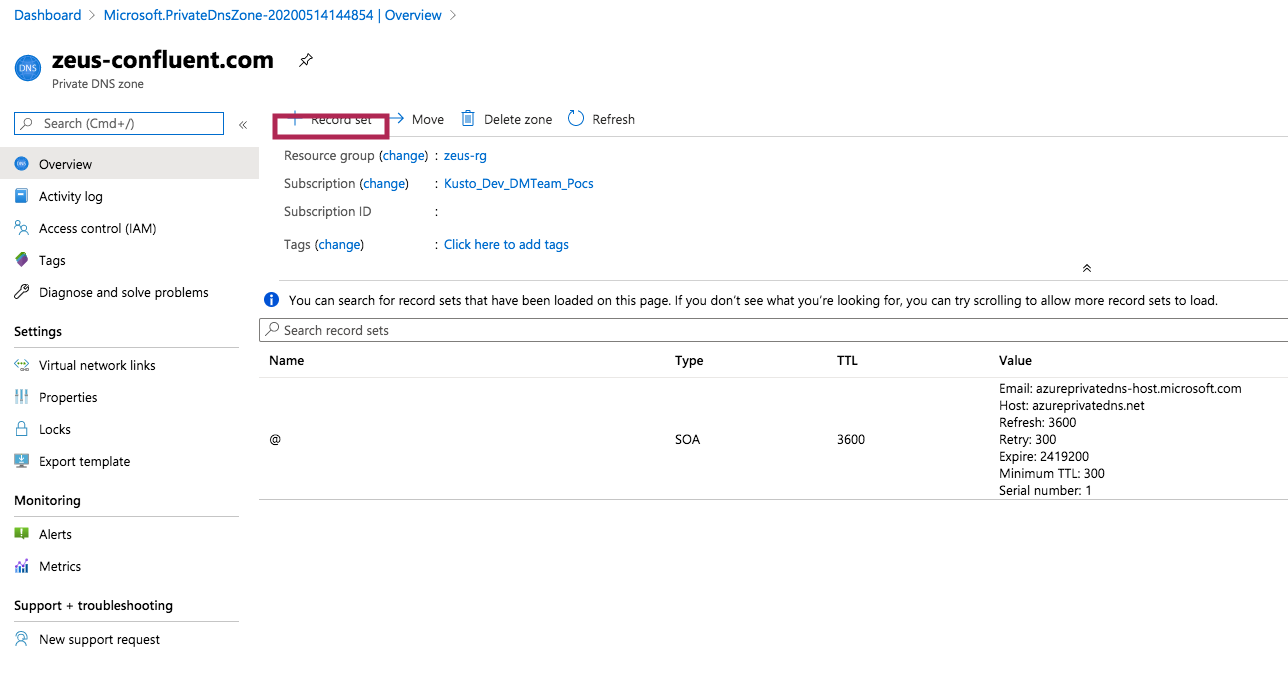 Dashboard > Microsoft.PrivateDnsZone-20200514144854 | Overview >
DNS
zeus-confluent.com
Private DNS zone
Search (Cmd+/)
«
Record set
Move
Delete zone
Refresh
Overview
Activity log
Access control (IAM)
Tags
Diagnose and solve problems
Settings
Virtual network links
Properties
Locks
Export template
Monitoring
Alerts
Metrics
Support + troubleshooting
New support request
Resource group (change) : zeus-rg
Subscription (change) : Kusto_Dev_DMTeam_Pocs
Subscription ID :
Tags (change) : Click here to add tags
You can search for record sets that have been loaded on this page. If you don't see what you're looking for, you can try scrolling to allow more record sets to load.
Search record sets
Name Type TTL Value
@ SOA 3600
Email: azureprivatedns-host.microsoft.com
Host: azureprivatedns.net
Refresh: 3600
Retry: 300
Expire: 2419200
Minimum TTL: 300
Serial number: 1